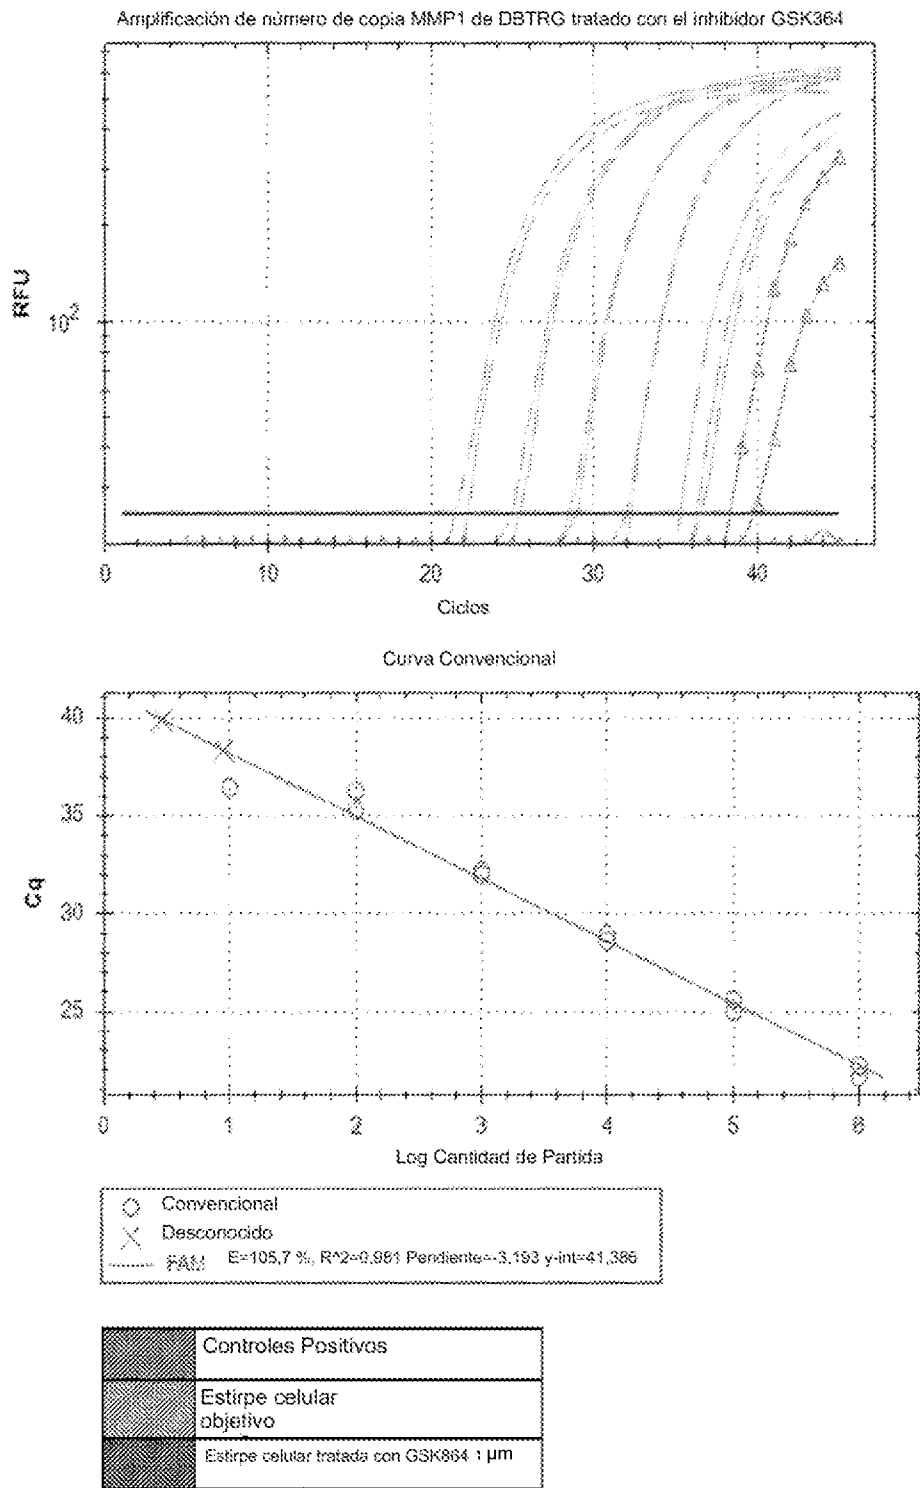 Amplificación de número de copia MMP1 de DBTRG tratado con el inhibidor GSK364
RFU
10²
0 10 20 30 40
Ciclos
Curva Convencional
Cq
40
35
30
25
0 1 2 3 4 5 6
Log Cantidad de Partida
Convencional
Desconocido
FAM E=105,7 %, R^2=0,981 Pendiente=-3,193 y-int=41,386
Controles Positivos
Estirpe celular
objetivo
Estirpe celular tratada con GSK864 1 µm